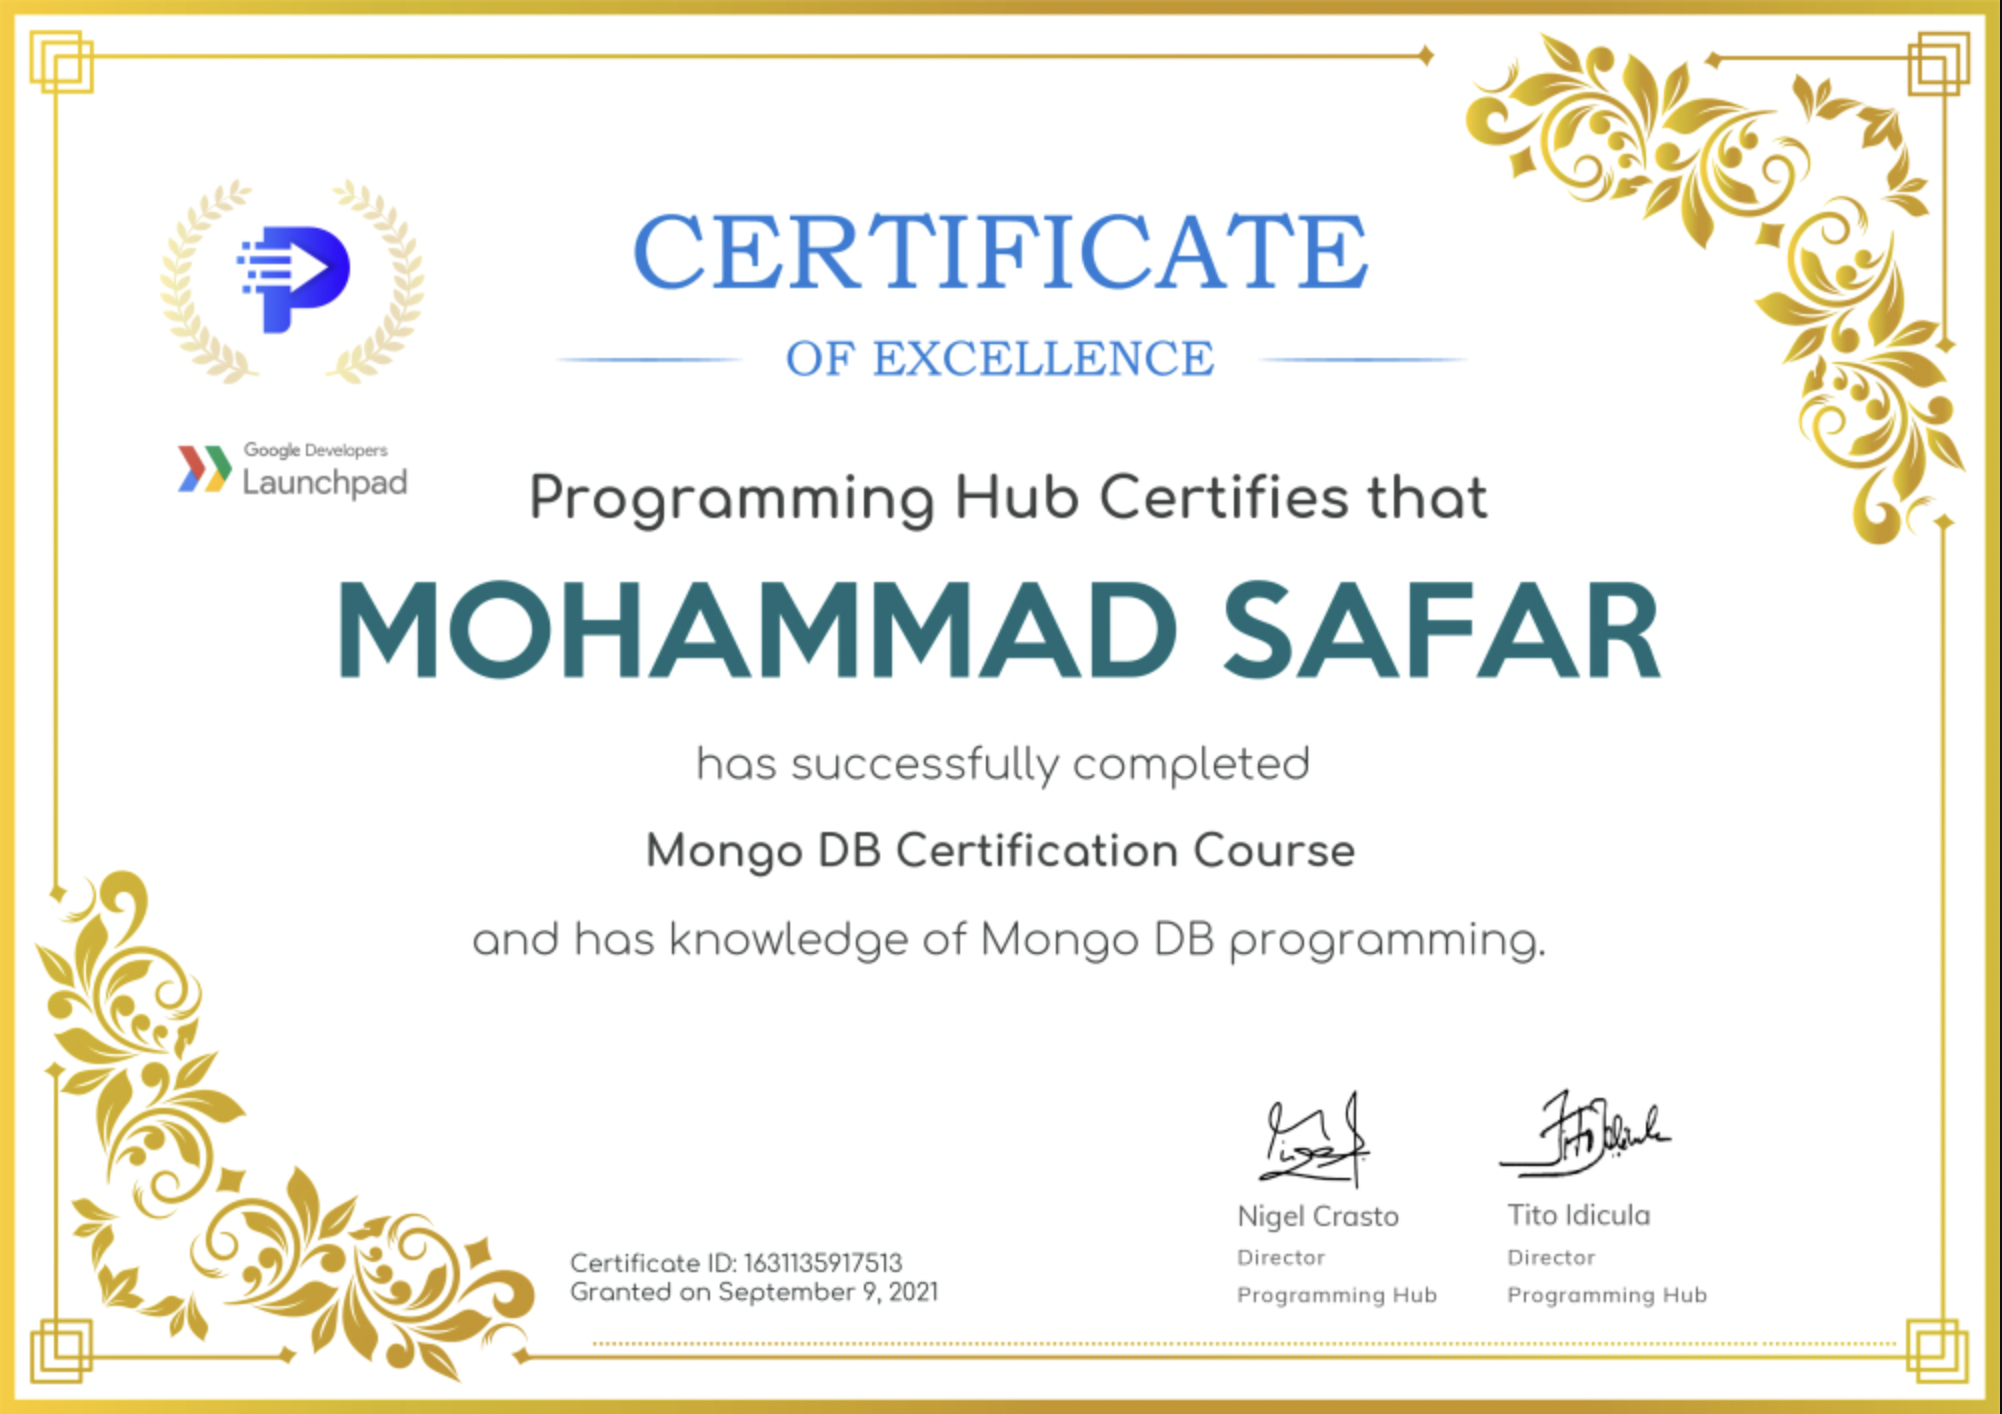 CERTIFICATE
OF EXCELLENCE
Google Developers
Launchpad
Programming Hub Certifies that
MOHAMMAD SAFAR
has successfully completed
Mongo DB Certification Course
and has knowledge of Mongo DB programming.
Nigel Crasto
Director
Programming Hub
Tito Idicula
Director
Programming Hub
Certificate ID: 1631135917513
Granted on September 9, 2021